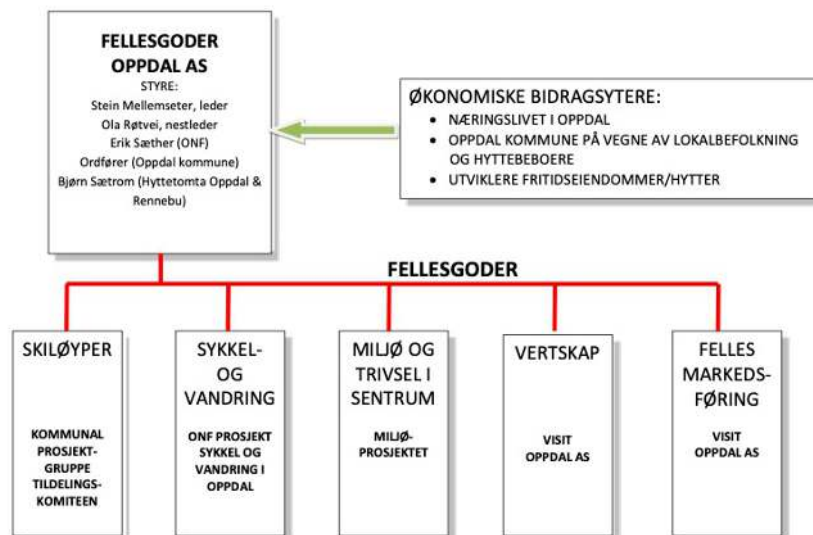 FELLESGODER
OPPDAL AS
STYRE:
Stein Mellemseter, leder
Ola Røtvei, nestleder
Erik Sæther (ONF)
Ordfører (Oppdal kommune)
Bjørn Sætrom (Hyttetomta Oppdal &
Rennebu)
ØKONOMISKE BIDRAGSYTERE:
• NÆRINGSLIVET I OPPDAL
• OPPDAL KOMMUNE PÅ VEGNE AV LOKALBEFOLKNING
OG HYTTEBEBOERE
• UTVIKLERE FRITIDSEIENDOMMER/HYTTER
FELLESGODER
SKILØYPER
KOMMUNAL
PROSJEKT-
GRUPPE
TILDELINGS-
KOMITEEN
SYKKEL-
OG
VANDRING
ONF PROSJEKT
SYKKEL OG
VANDRING I
OPPDAL
MILJØ OG
TRIVSEL I
SENTRUM
MILJØ-
PROSJEKTET
VERTSKAP
VISIT
OPPDAL AS
FELLES
MARKEDS-
FØRING
VISIT
OPPDAL AS